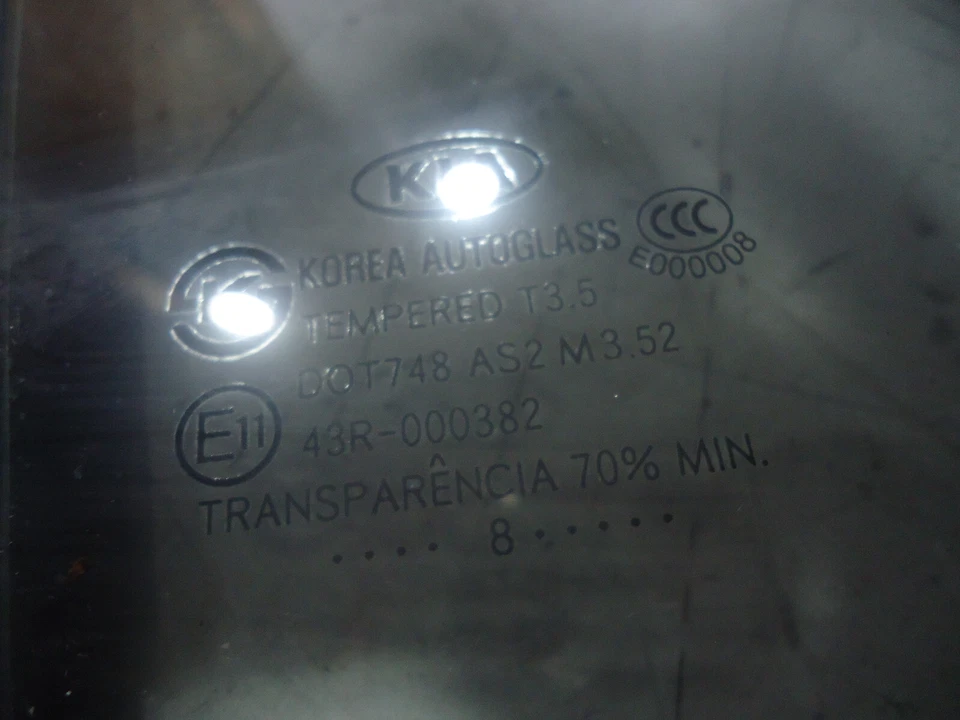 KIA
CCC
E000008
KOREA AUTOGLASS
TEMPERED T3.5
DOT748 AS2 M3.52
E11
43R-000382
TRANSPARÊNCIA 70% MIN.
. . . . 8 . . . . .